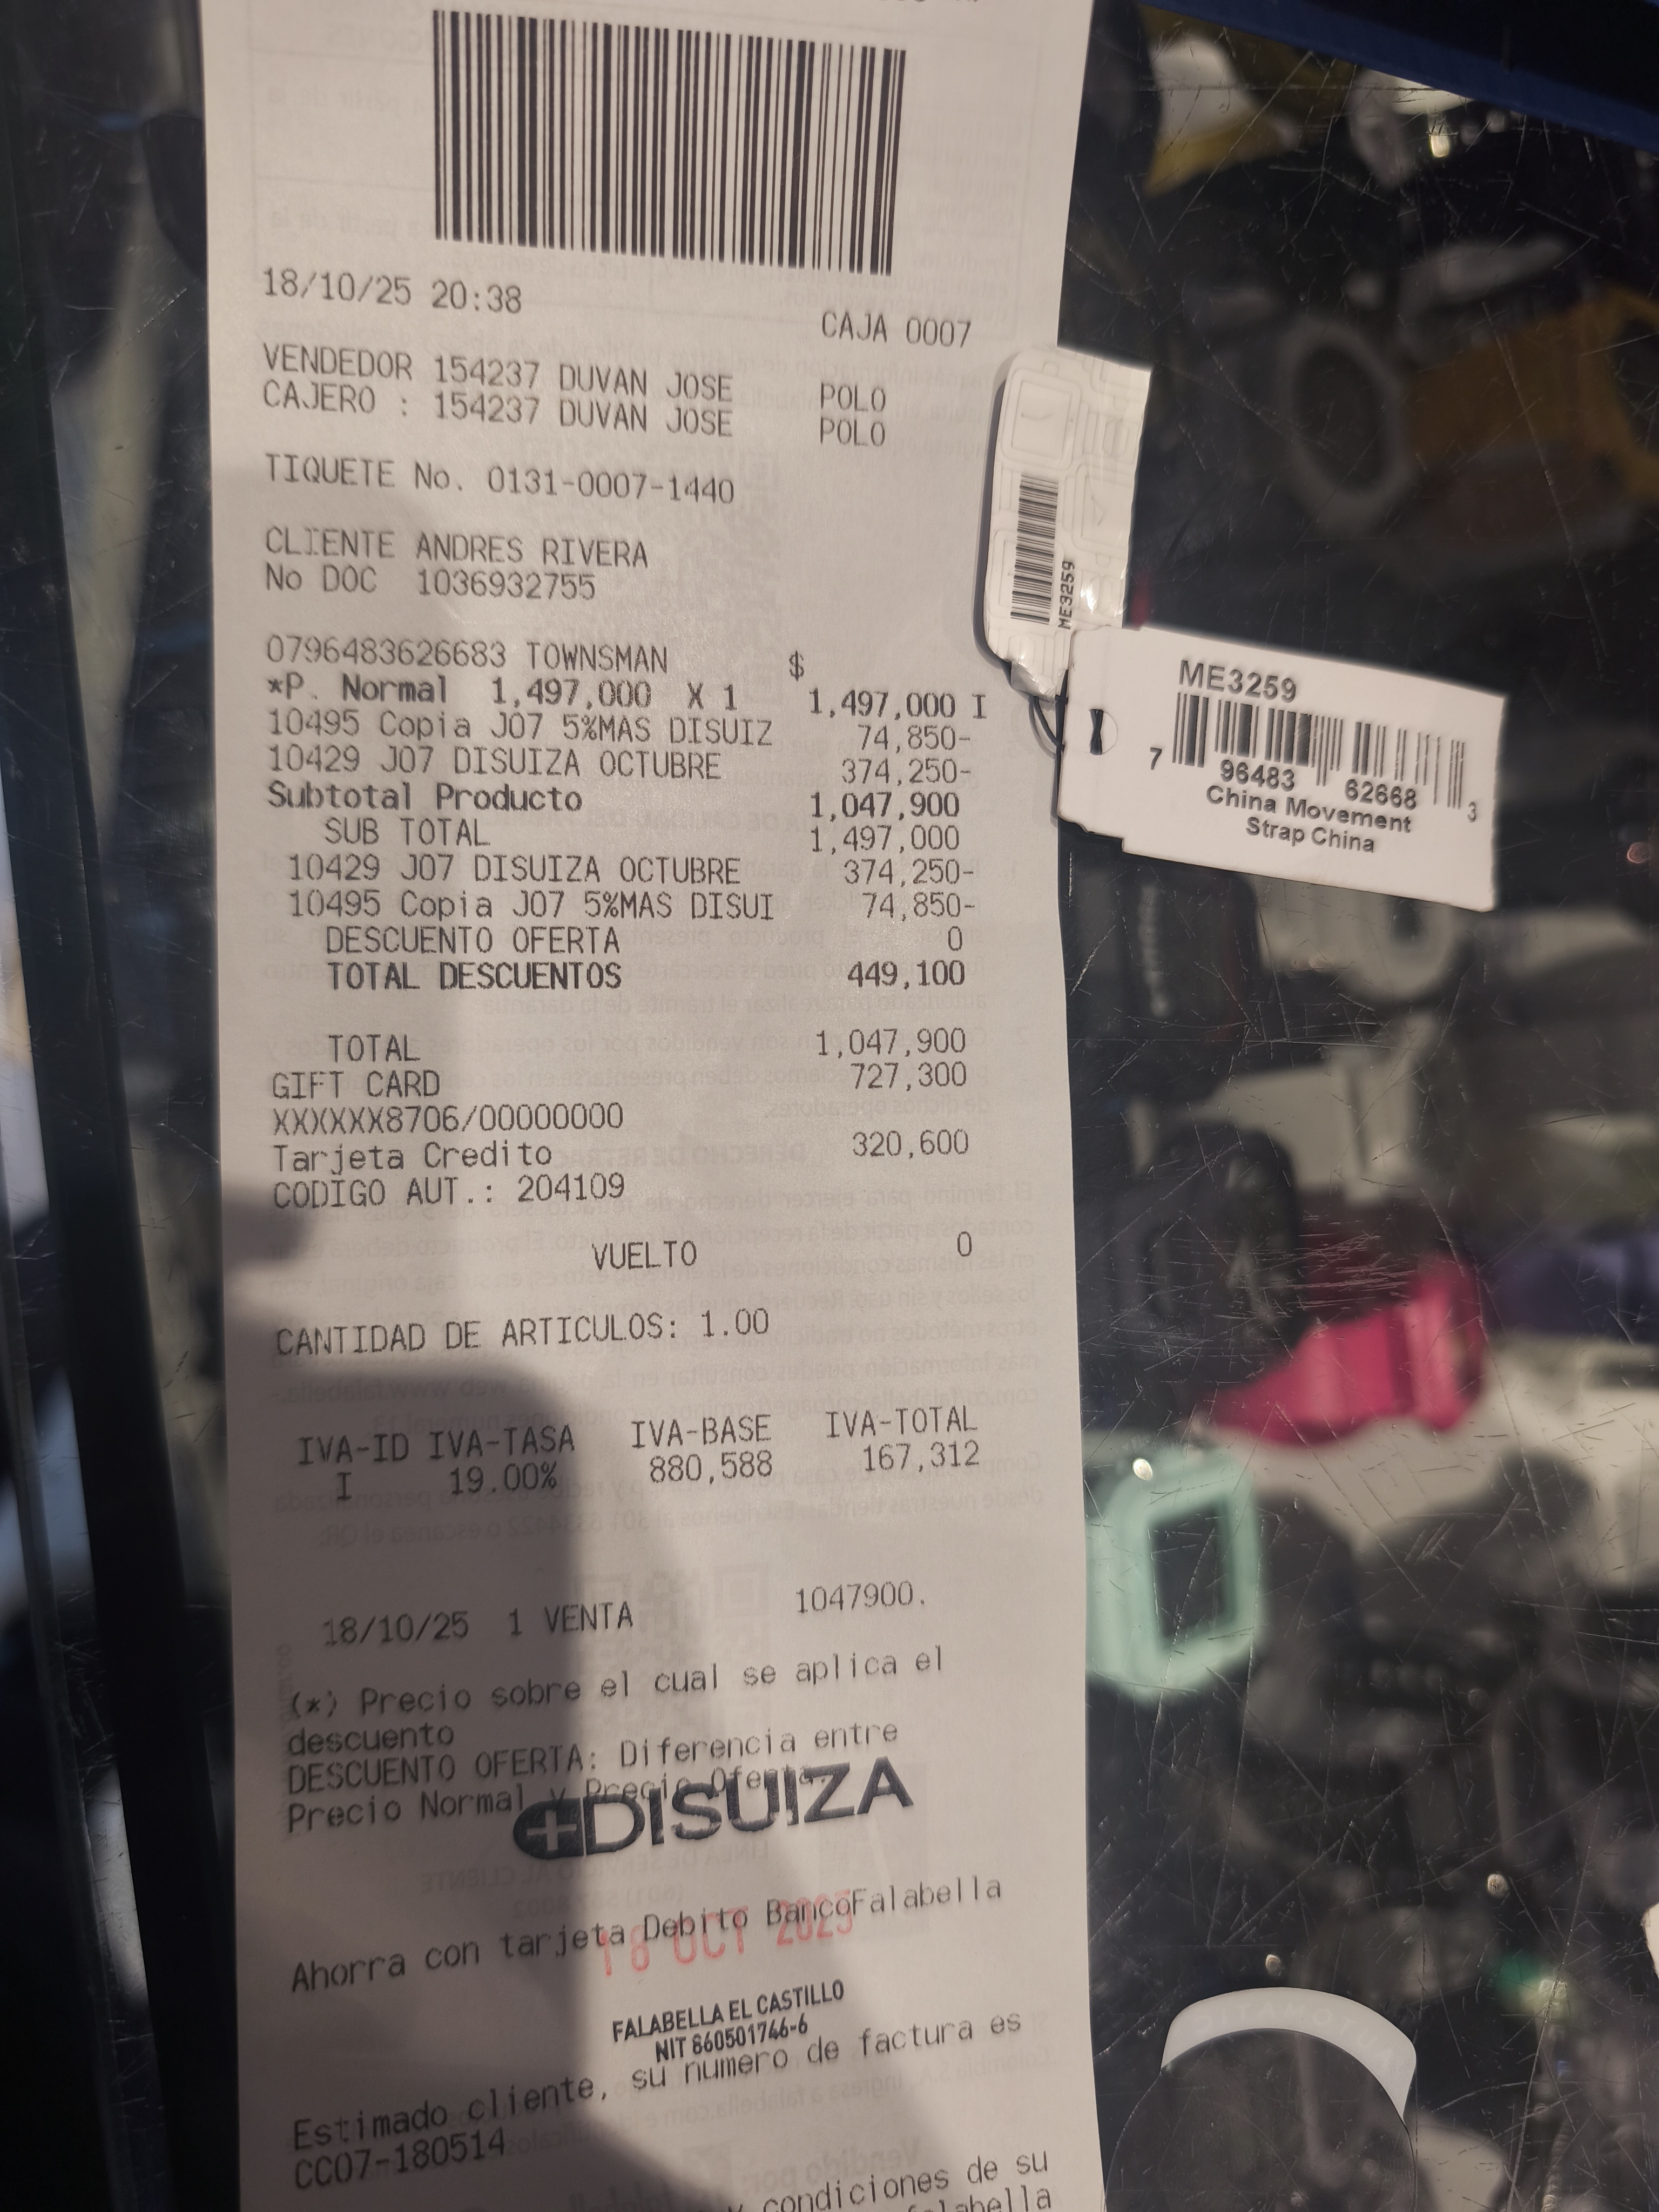 18/10/25 20:38
CAJA 0007
VENDEDOR 154237 DUVAN JOSE POLO
CAJERO : 154237 DUVAN JOSE POLO
TIQUETE No. 0131-0007-1440
CLIENTE ANDRES RIVERA
No DOC 1036932755
0796483626683 TOWNSMAN $
*P. Normal 1,497,000 X 1 1,497,000 I
10495 Copia J07 5%MAS DISUIZ 74,850-
10429 J07 DISUIZA OCTUBRE 374,250-
Subtotal Producto 1,047,900
SUB TOTAL 1,497,000
10429 J07 DISUIZA OCTUBRE 374,250-
10495 Copia J07 5%MAS DISUI 74,850-
DESCUENTO OFERTA 0
TOTAL DESCUENTOS 449,100
TOTAL 1,047,900
GIFT CARD 727,300
XXXXXX8706/00000000
Tarjeta Credito 320,600
CODIGO AUT.: 204109
VUELTO 0
CANTIDAD DE ARTICULOS: 1.00
IVA-ID IVA-TASA IVA-BASE IVA-TOTAL
I 19.00% 880,588 167,312
18/10/25 1 VENTA 1047900.
(*) Precio sobre el cual se aplica el
descuento
DESCUENTO OFERTA: Diferencia entre
Precio Normal y Precio Oferta.
DISUIZA
Ahorra con tarjeta Debito BancoFalabella
18 OCT 2025
FALABELLA EL CASTILLO
NIT 860501746-6
Estimado cliente, su numero de factura es
CC07-180514
y condiciones de su
falabella
ME3259
ME3259
7 96483 62668 3
China Movement
Strap China